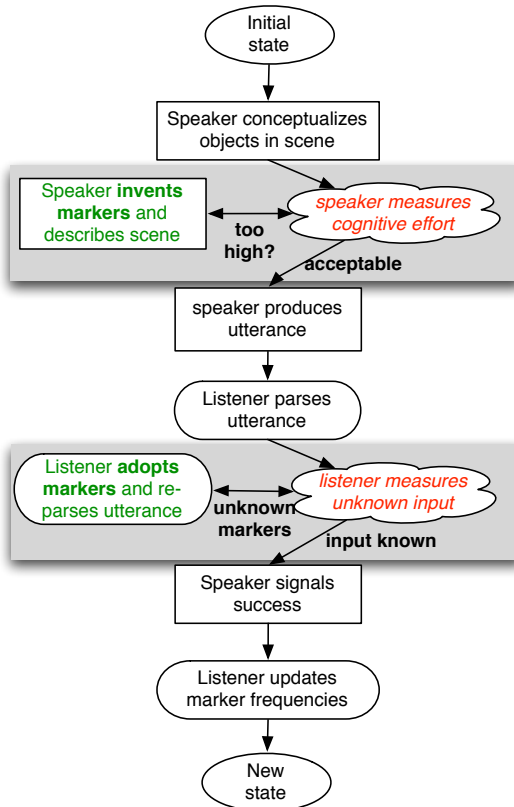 Initial
state
Speaker conceptualizes
objects in scene
Speaker invents
markers and
describes scene
too
high?
speaker measures
cognitive effort
acceptable
speaker produces
utterance
Listener parses
utterance
Listener adopts
markers and re-
parses utterance
unknown
markers
listener measures
unknown input
input known
Speaker signals
success
Listener updates
marker frequencies
New
state